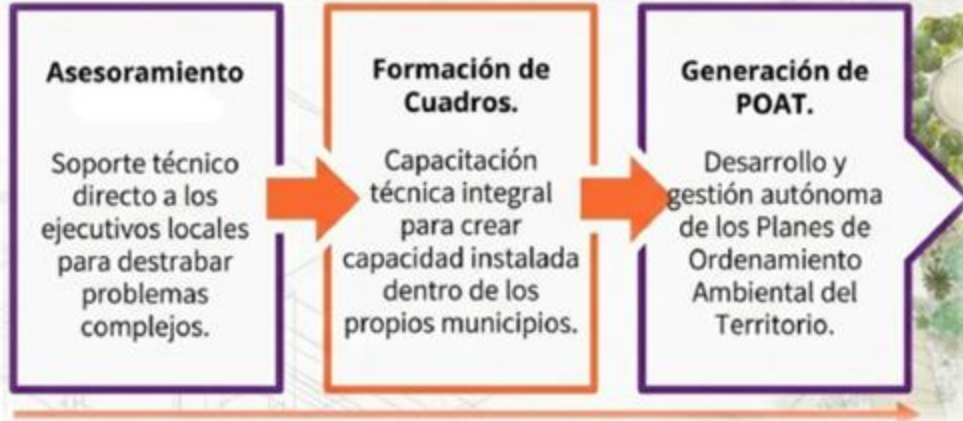 Asesoramiento
Soporte técnico
directo a los
ejecutivos locales
para destrabar
problemas
complejos.
Formación de
Cuadros.
Capacitación
técnica integral
para crear
capacidad instalada
dentro de los
propios municipios.
Generación de
POAT.
Desarrollo y
gestión autónoma
de los Planes de
Ordenamiento
Ambiental del
Territorio.